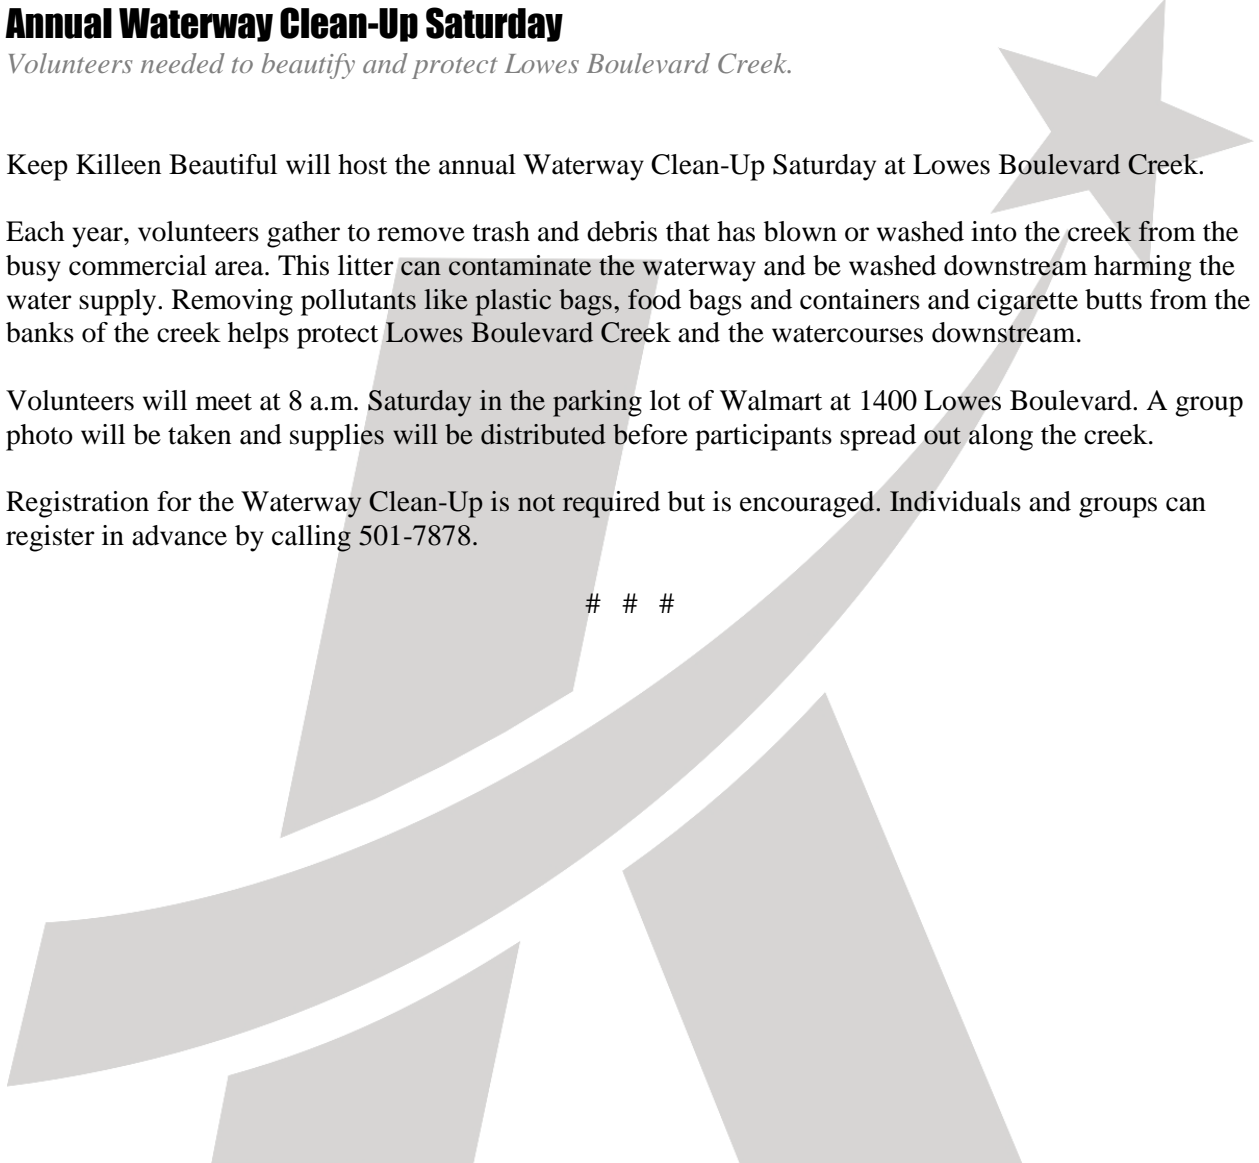 Annual Waterway Clean-Up Saturday
Volunteers needed to beautify and protect Lowes Boulevard Creek.
Keep Killeen Beautiful will host the annual Waterway Clean-Up Saturday at Lowes Boulevard Creek.
Each year, volunteers gather to remove trash and debris that has blown or washed into the creek from the
busy commercial area. This litter can contaminate the waterway and be washed downstream harming the
water supply. Removing pollutants like plastic bags, food bags and containers and cigarette butts from the
banks of the creek helps protect Lowes Boulevard Creek and the watercourses downstream.
Volunteers will meet at 8 a.m. Saturday in the parking lot of Walmart at 1400 Lowes Boulevard. A group
photo will be taken and supplies will be distributed before participants spread out along the creek.
Registration for the Waterway Clean-Up is not required but is encouraged. Individuals and groups can
register in advance by calling 501-7878.
# # #